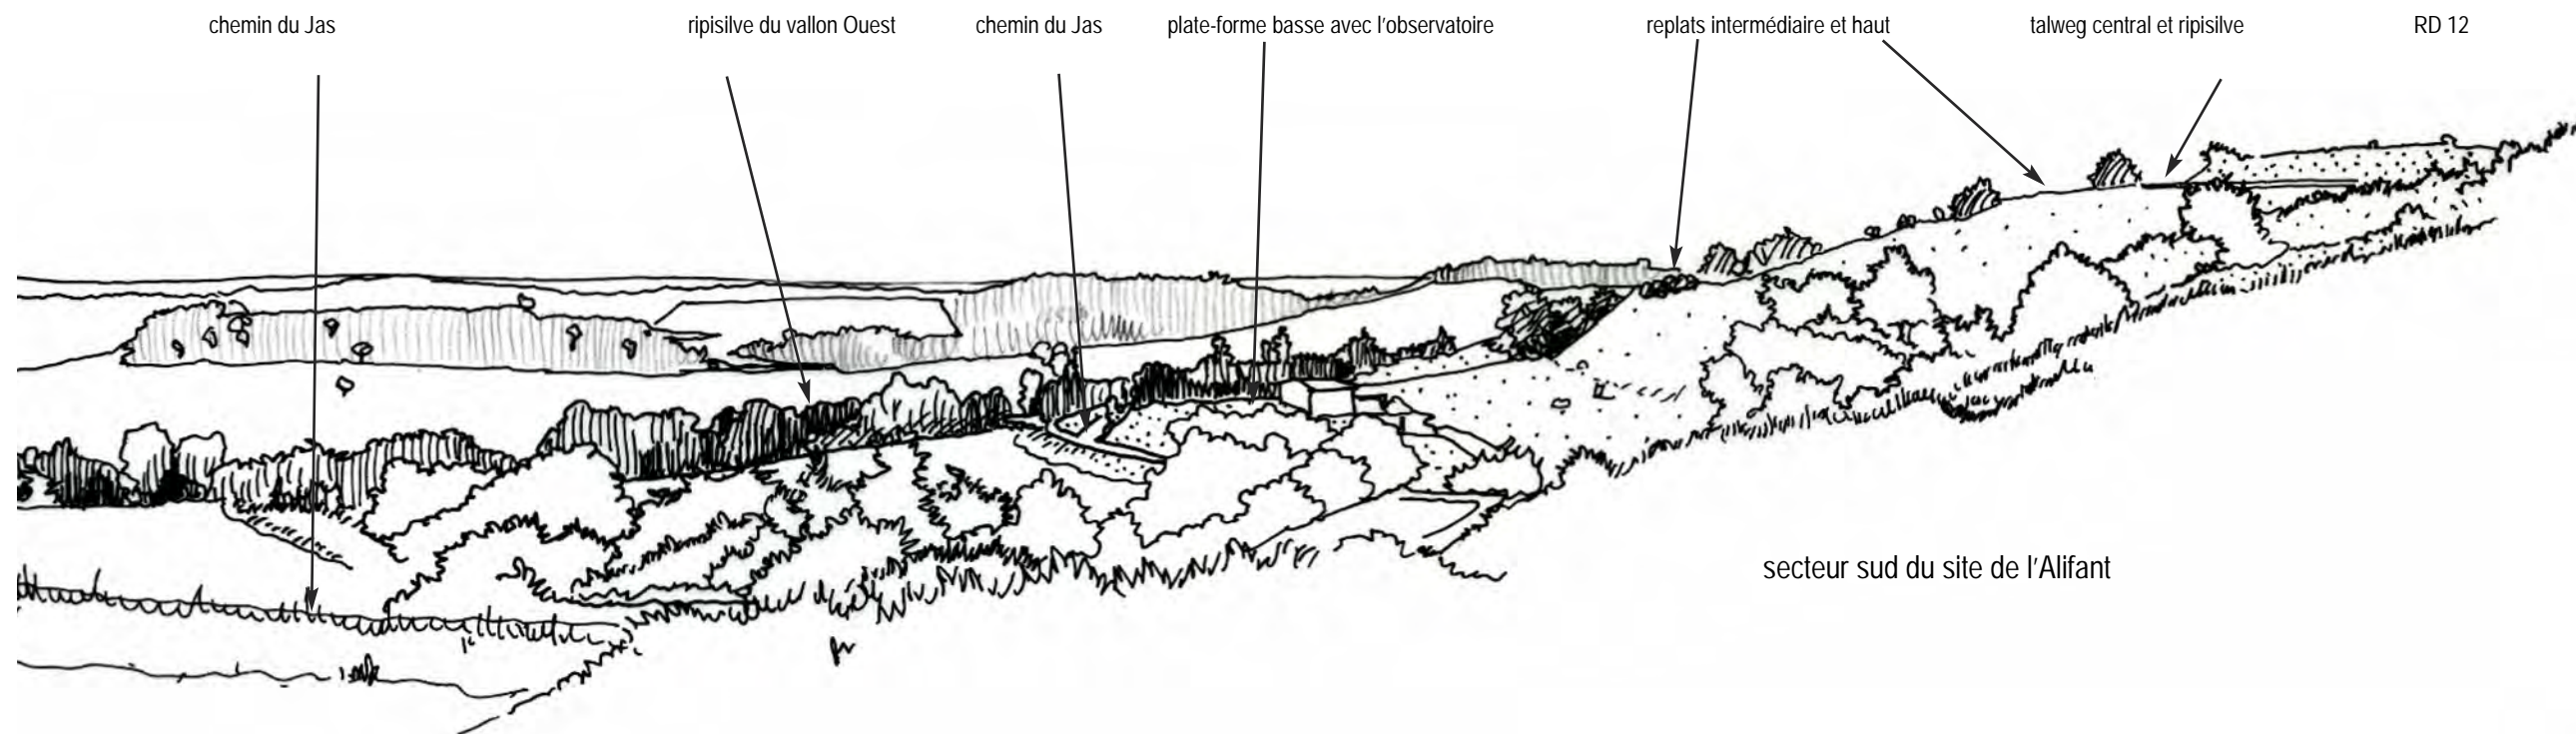 chemin du Jas
ripisilve du vallon Ouest
chemin du Jas
plate-forme basse avec l'observatoire
replats intermédiaire et haut
talweg central et ripisilve
RD 12
secteur sud du site de l'Alifant